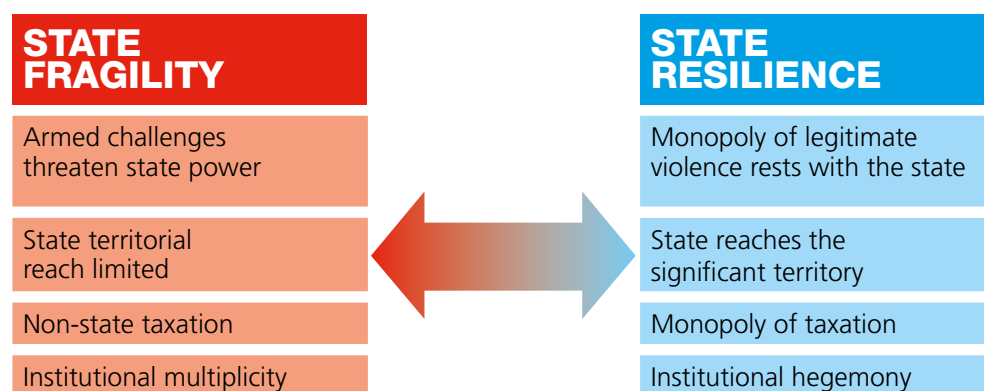 STATE
FRAGILITY
Armed challenges
threaten state power
State territorial
reach limited
Non-state taxation
Institutional multiplicity
STATE
RESILIENCE
Monopoly of legitimate
violence rests with the state
State reaches the
significant territory
Monopoly of taxation
Institutional hegemony